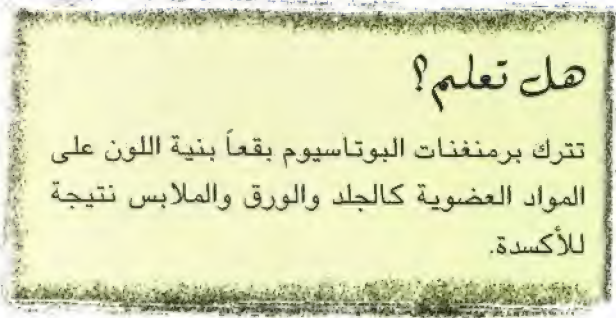 هل تعلم؟
تترك برمنغنات البوتاسيوم بقعاً بنية اللون على
المواد العضوية كالجلد والورق والملابس نتيجة
للأكسدة.